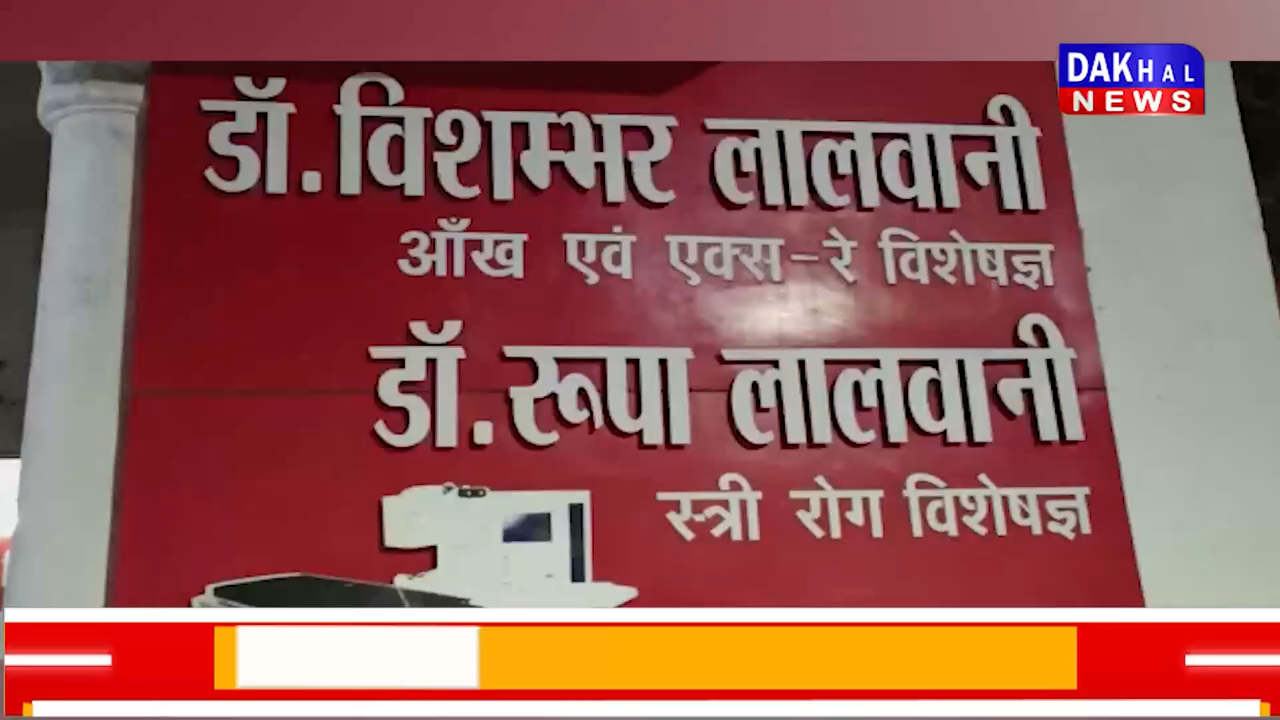 DAKHAL
NEWS
डॉ.विशम्भर लालवानी
आँख एवं एक्स-रे विशेषज्ञ
डॉ.रूपा लालवानी
स्त्री रोग विशेषज्ञ